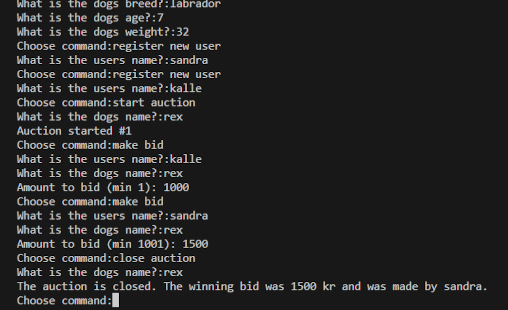 What is the dogs breed?:labrador
What is the dogs age?:7
What is the dogs weight?:32
Choose command:register new user
What is the users name?:sandra
Choose command:register new user
What is the users name?:kalle
Choose command:start auction
What is the dogs name?:rex
Auction started #1
Choose command:make bid
What is the users name?:kalle
What is the dogs name?:rex
Amount to bid (min 1): 1000
Choose command:make bid
What is the users name?:sandra
What is the dogs name?:rex
Amount to bid (min 1001): 1500
Choose command:close auction
What is the dogs name?:rex
The auction is closed. The winning bid was 1500 kr and was made by sandra.
Choose command: